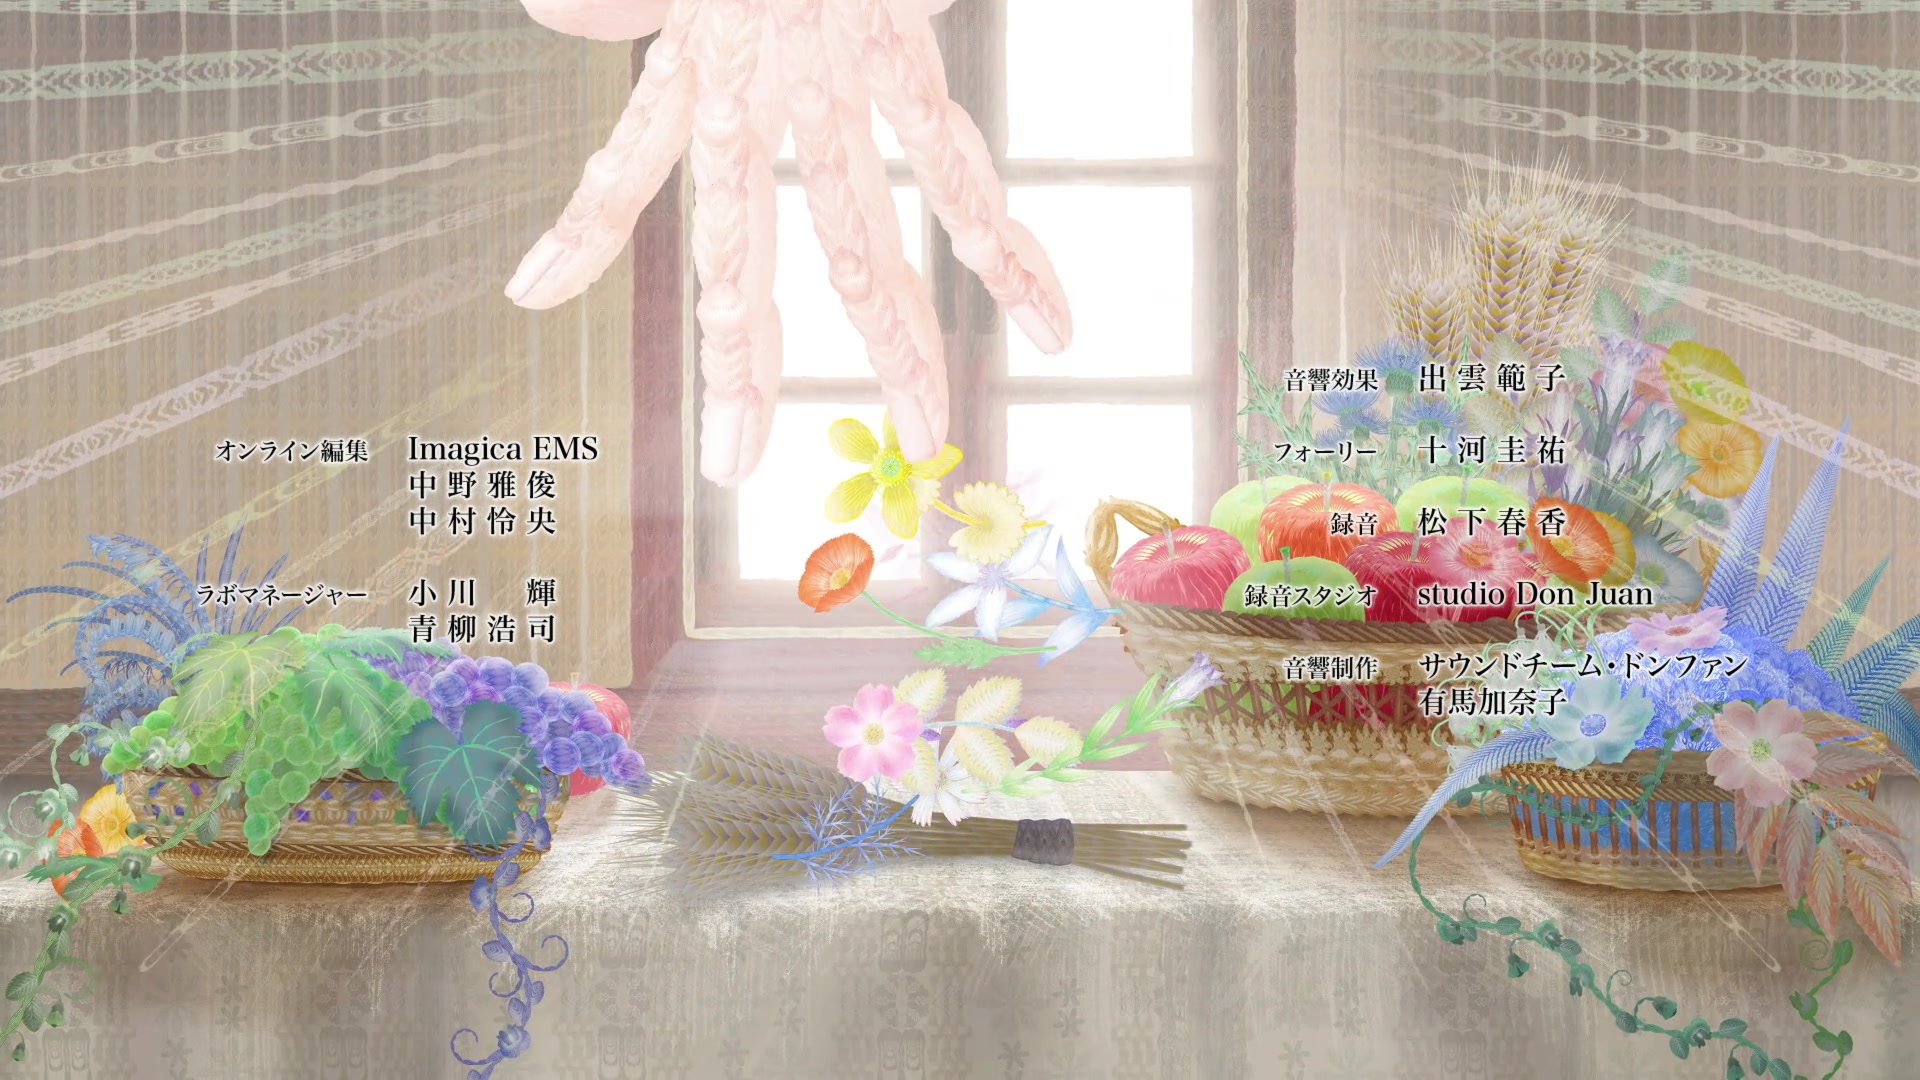 オンライン編集 Imagica EMS
中野雅俊
中村怜央
ラボマネージャー 小川 輝
青柳浩司
音響効果 出雲範子
フォーリー 十河圭祐
録音 松下春香
録音スタジオ studio Don Juan
音響制作 サウンドチーム・ドンファン
有馬加奈子